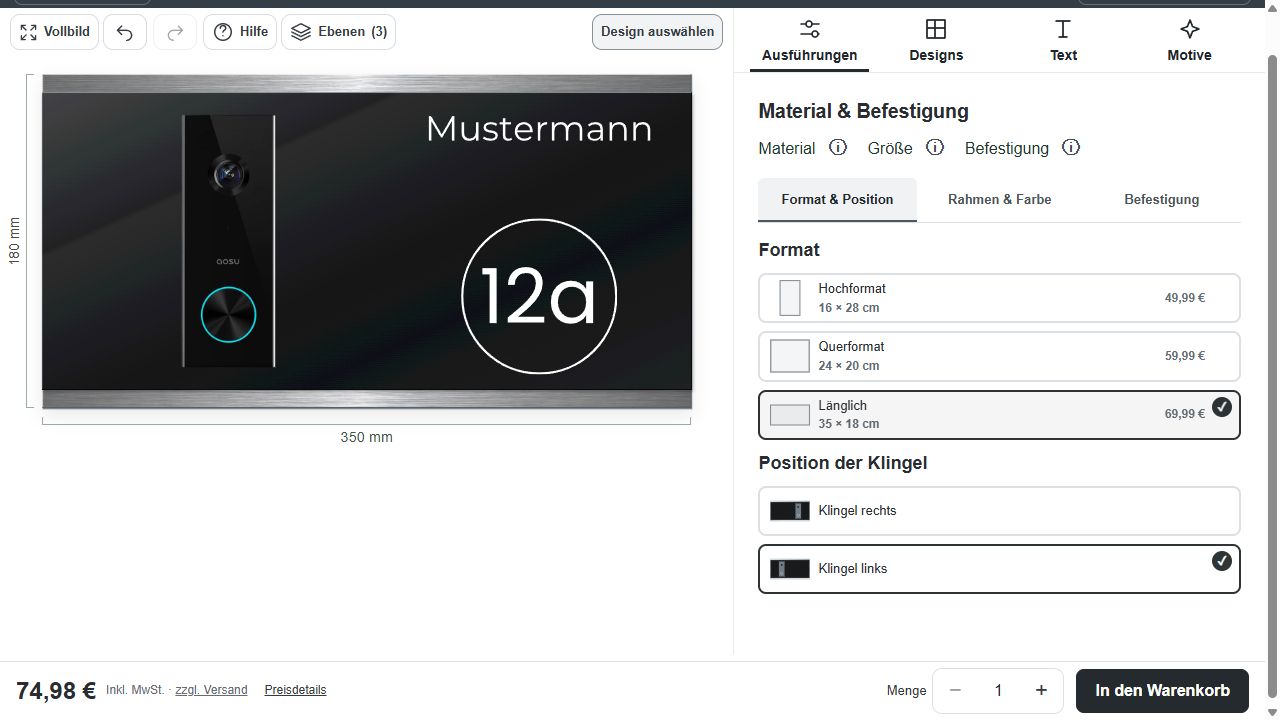 Vollbild
Hilfe
Ebenen (3)
Design auswählen
Ausführungen
Designs
Text
Motive
180 mm
Mustermann
aosu
12a
350 mm
Material & Befestigung
Material
Größe
Befestigung
Format & Position
Rahmen & Farbe
Befestigung
Format
Hochformat
16 × 28 cm
49,99 €
Querformat
24 × 20 cm
59,99 €
Länglich
35 × 18 cm
69,99 €
Position der Klingel
Klingel rechts
Klingel links
74,98 € Inkl. MwSt. · zzgl. Versand Preisdetails
Menge − 1 +
In den Warenkorb